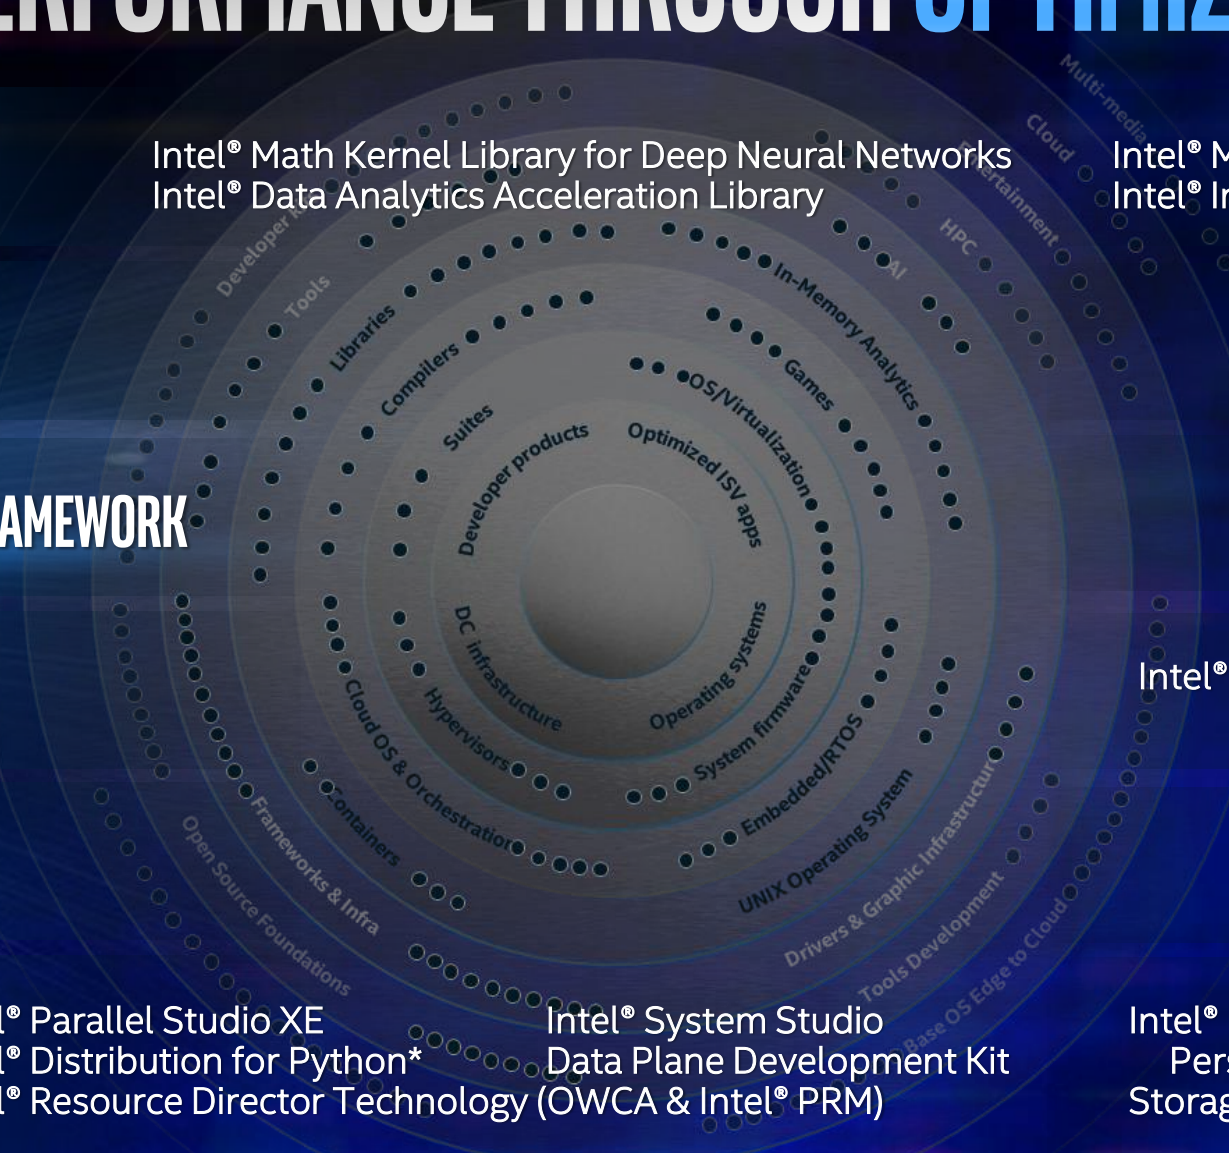 PERFORMANCE THROUGH OPTIMIZ
Multi-media
Cloud
Entertainment
Intel® Math Kernel Library for Deep Neural Networks
Intel® M
Intel® Data Analytics Acceleration Library
Intel® In
HPC
AI
Developer
Tools
In-Memory Analytics
Libraries
Compilers
Games
Suites
OS/Virtualization
Developer products
Optimized ISV apps
AMEWORK
DC infrastructure
Operating systems
Intel®
Hypervisors
System firmware
Cloud OS & Orchestration
Embedded/RTOS
Containers
UNIX Operating System
Frameworks & Infra
Drivers & Graphic Infrastructure
Open Source Foundations
Tools Development
Base OS Edge to Cloud
l® Parallel Studio XE
Intel® System Studio
Intel®
l® Distribution for Python*
Data Plane Development Kit
Pers
l® Resource Director Technology (OWCA & Intel® PRM)
Storag